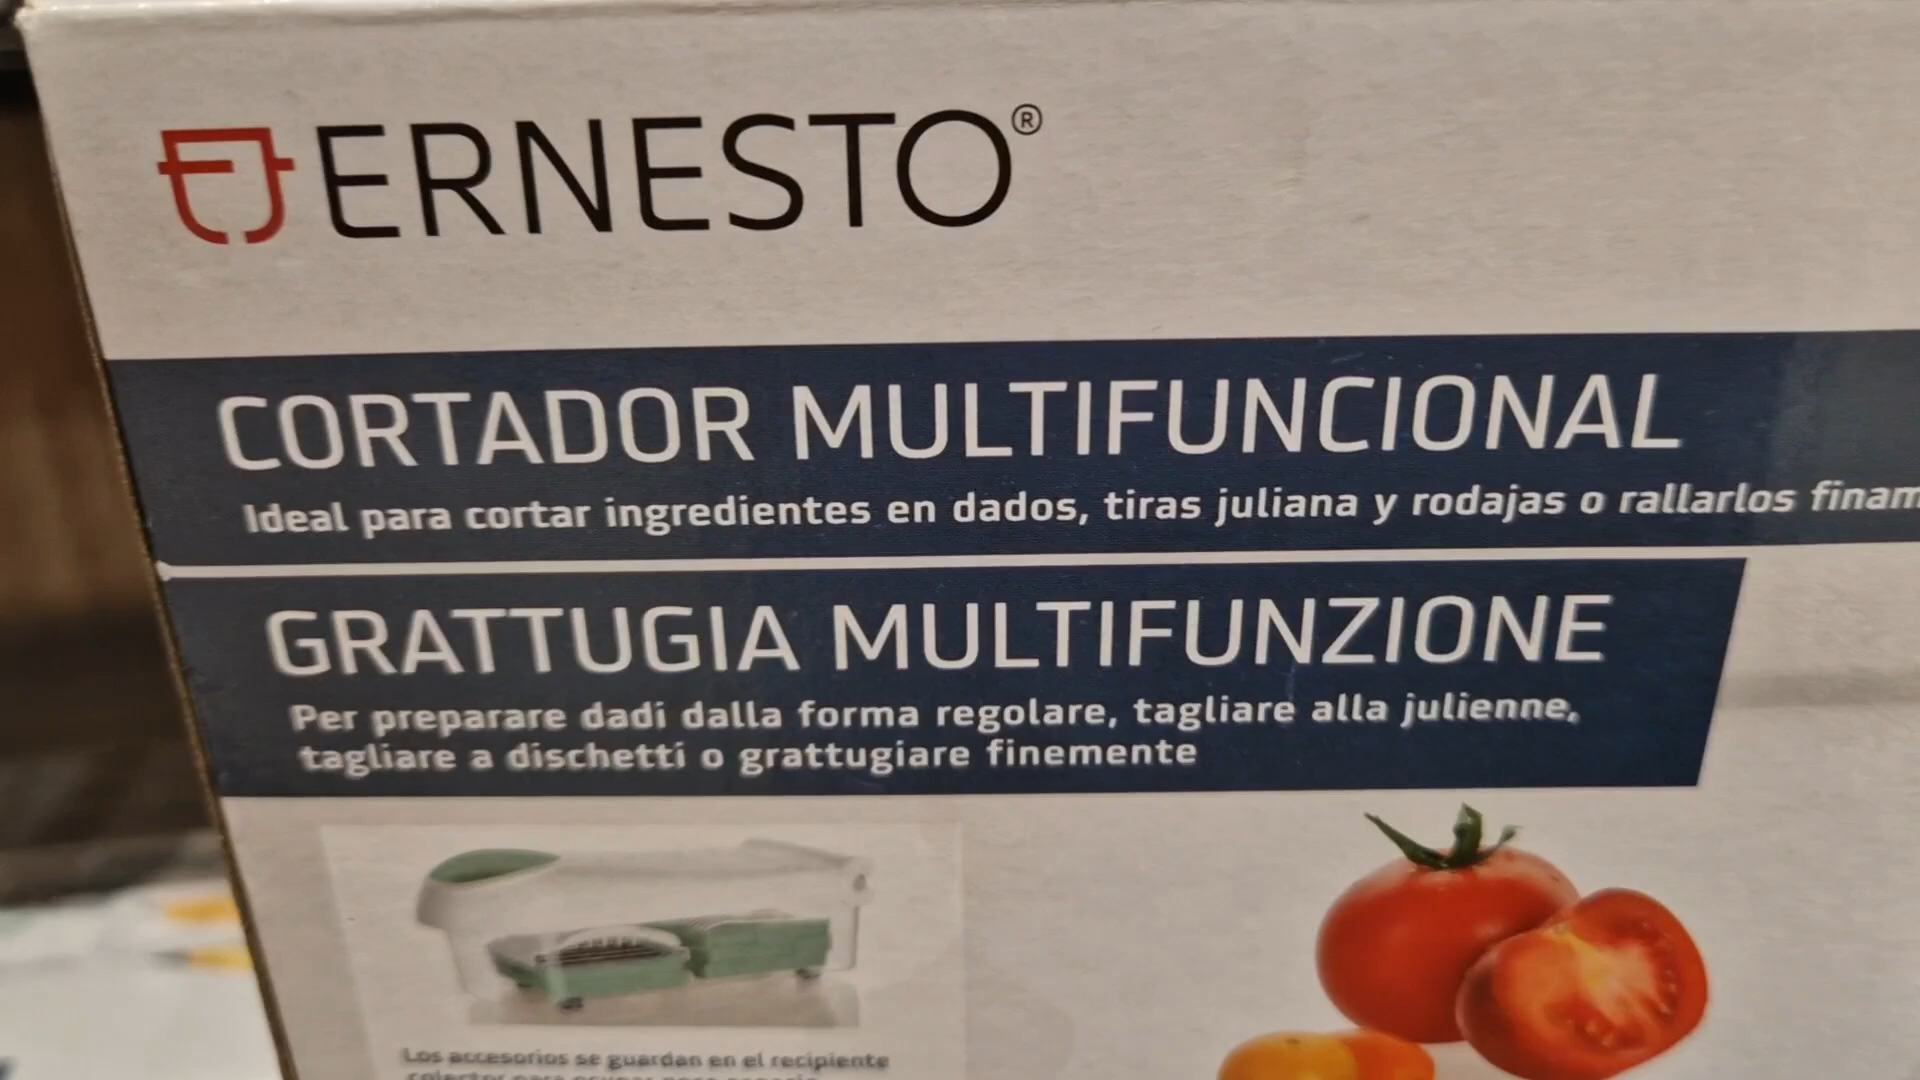 ERNESTO®
CORTADOR MULTIFUNCIONAL
Ideal para cortar ingredientes en dados, tiras juliana y rodajas o rallarlos finam
GRATTUGIA MULTIFUNZIONE
Per preparare dadi dalla forma regolare, tagliare alla julienne,
tagliare a dischetti o grattugiare finemente
Los accesorios se guardan en el recipiente